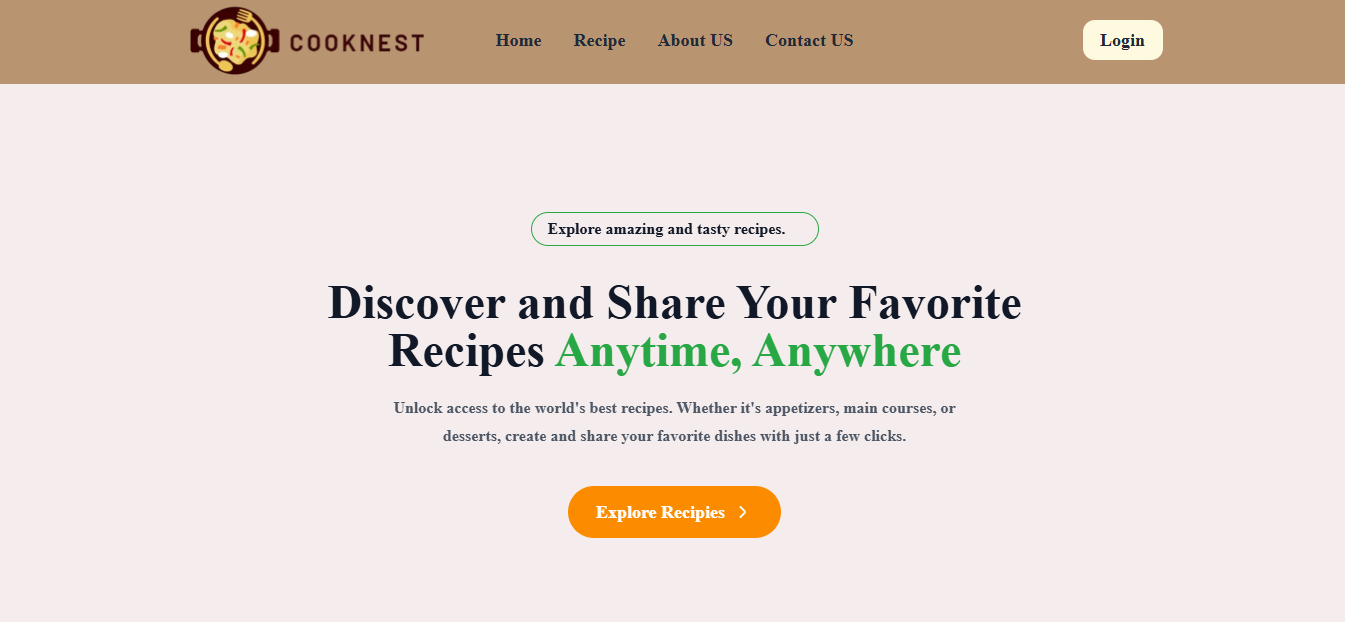 COOKNEST
Home
Recipe
About US
Contact US
Login
Explore amazing and tasty recipes.
Discover and Share Your Favorite
Recipes Anytime, Anywhere
Unlock access to the world's best recipes. Whether it's appetizers, main courses, or
desserts, create and share your favorite dishes with just a few clicks.
Explore Recipies